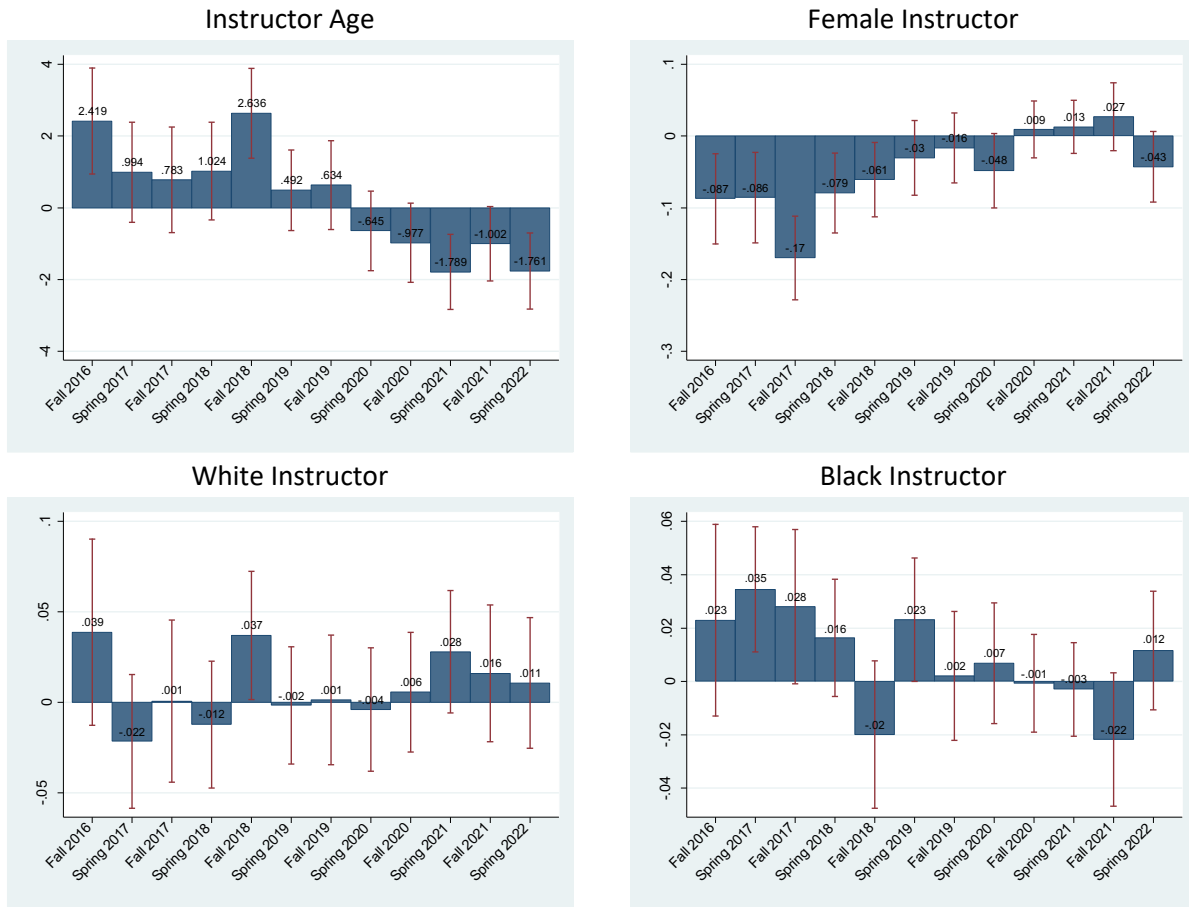 Instructor Age
4
2
0
-2
-4
2.419
.994
.783
1.024
2.636
.492
.634
-.645
-.977
-1.789
-1.002
-1.761
Fall 2016
Spring 2017
Fall 2017
Spring 2018
Fall 2018
Spring 2019
Fall 2019
Spring 2020
Fall 2020
Spring 2021
Fall 2021
Spring 2022
Female Instructor
.1
0
-.1
-.2
-.3
-.087
-.086
-.17
-.079
-.061
-.03
-.016
-.048
.009
.013
.027
-.043
Fall 2016
Spring 2017
Fall 2017
Spring 2018
Fall 2018
Spring 2019
Fall 2019
Spring 2020
Fall 2020
Spring 2021
Fall 2021
Spring 2022
White Instructor
.1
.05
0
-.05
.039
-.022
.001
-.012
.037
-.002
.001
-.004
.006
.028
.016
.011
Fall 2016
Spring 2017
Fall 2017
Spring 2018
Fall 2018
Spring 2019
Fall 2019
Spring 2020
Fall 2020
Spring 2021
Fall 2021
Spring 2022
Black Instructor
.06
.04
.02
0
-.02
-.04
.023
.035
.028
.016
-.02
.023
.002
.007
-.001
-.003
-.022
.012
Fall 2016
Spring 2017
Fall 2017
Spring 2018
Fall 2018
Spring 2019
Fall 2019
Spring 2020
Fall 2020
Spring 2021
Fall 2021
Spring 2022